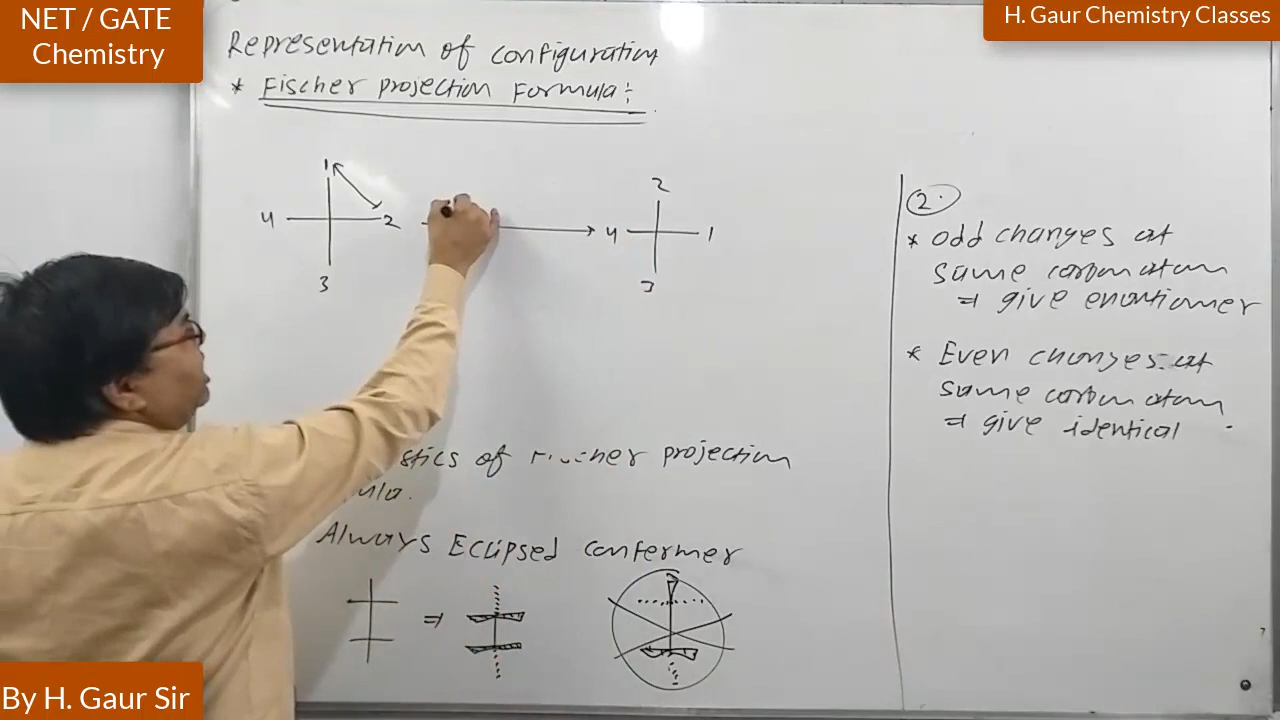 NET / GATE
Chemistry
H. Gaur Chemistry Classes
Representation of configuration
* Fischer projection Formula:
1
4 2
3
2
4 1
3
2.
* odd changes at
same carbon atom
⇒ give enantiomer
* Even changes at
same carbon atom
⇒ give identical
stics of Fischer projection
mula.
Always Eclipsed confermer
⇒
By H. Gaur Sir